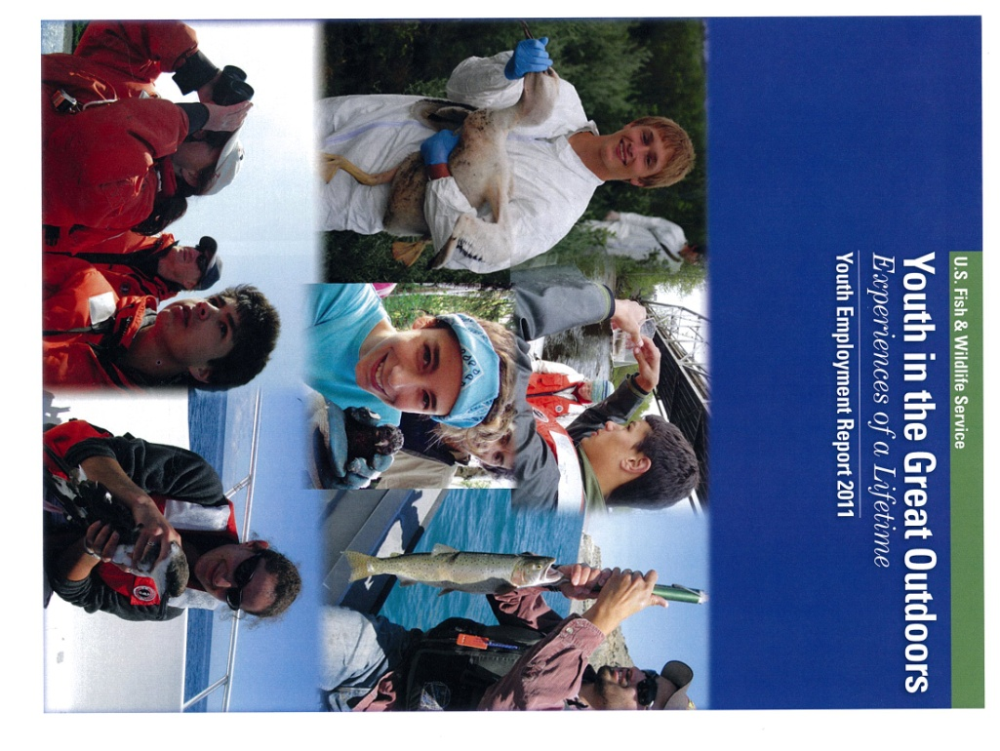 U.S. Fish & Wildlife Service
Youth in the Great Outdoors
Experiences of a Lifetime
Youth Employment Report 2011